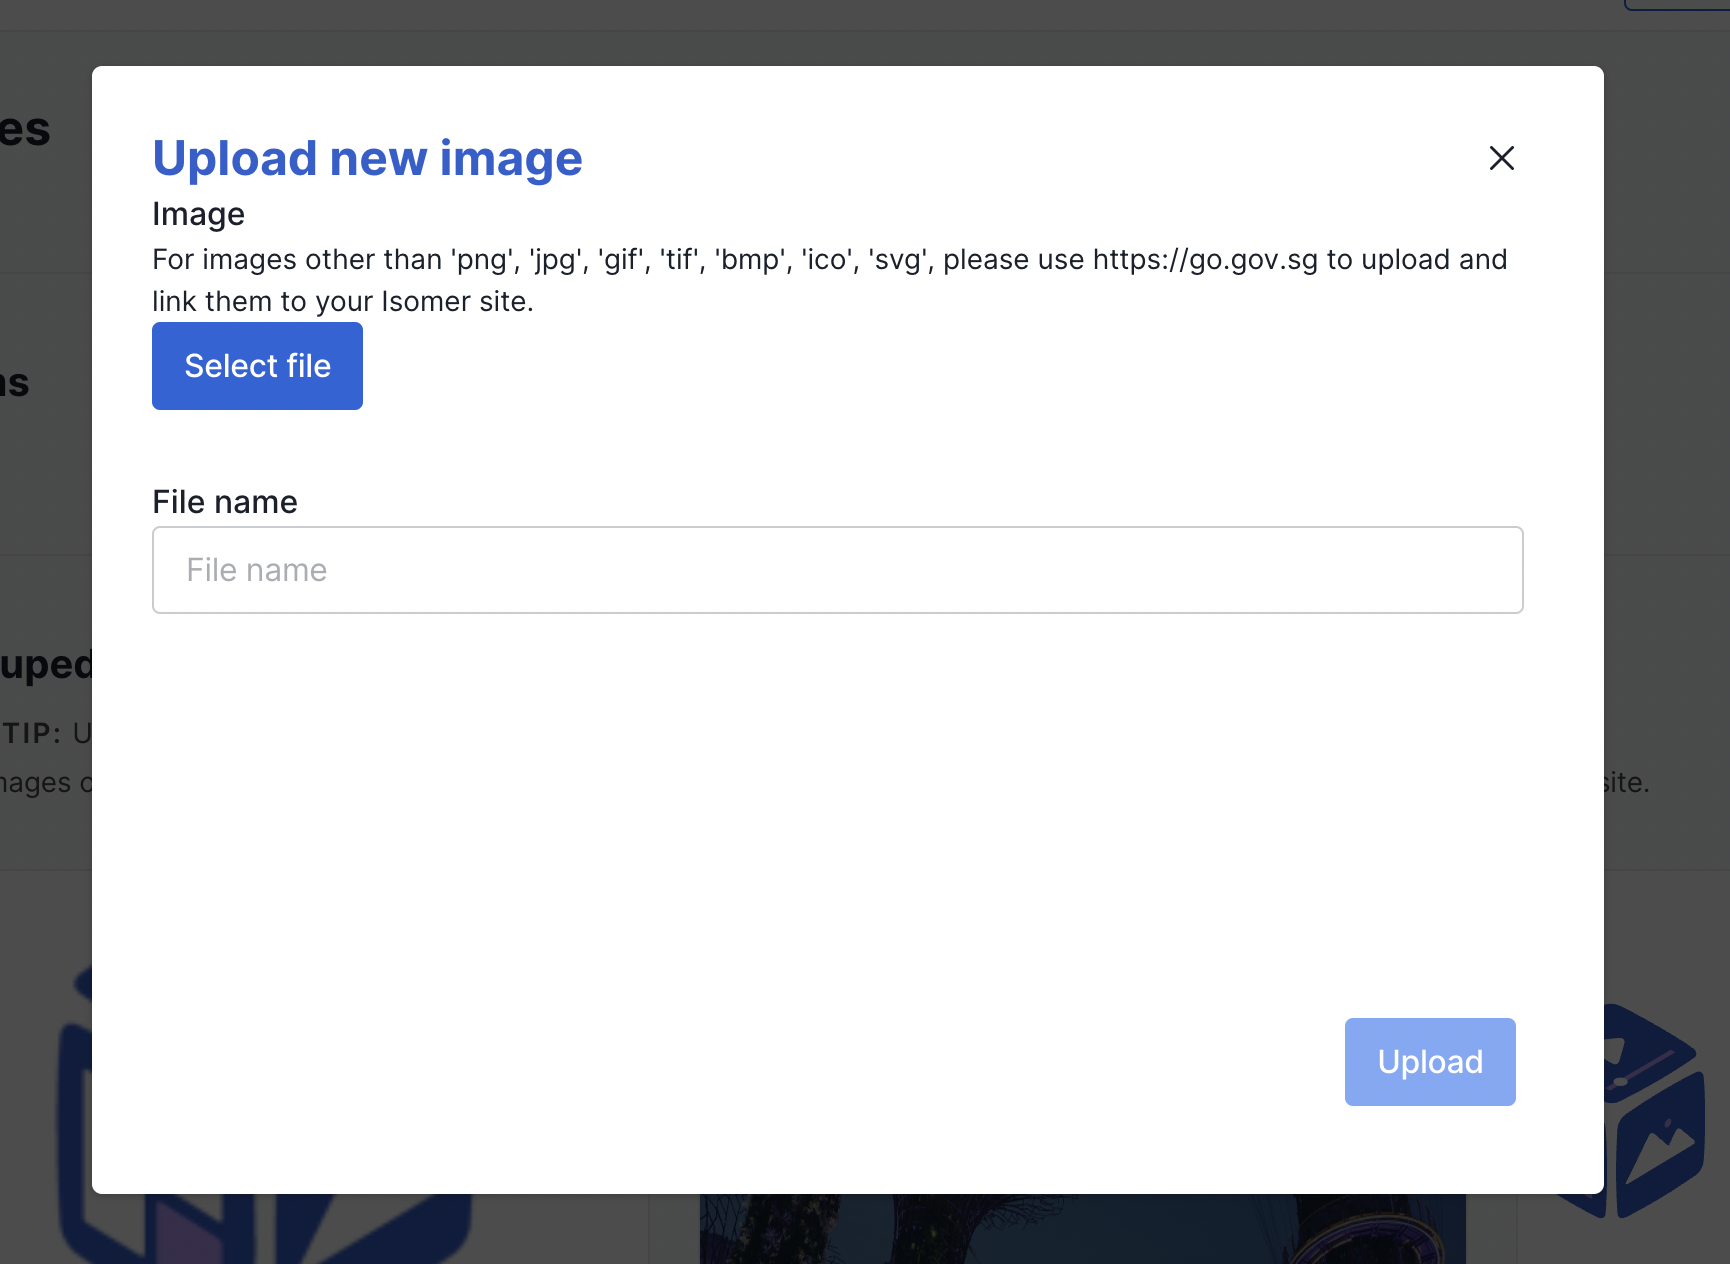 es
Upload new image
Image
For images other than 'png', 'jpg', 'gif', 'tif', 'bmp', 'ico', 'svg', please use https://go.gov.sg to upload and
link them to your Isomer site.
Select file
ns
File name
File name
uped
TIP: U
mages c
site.
Upload